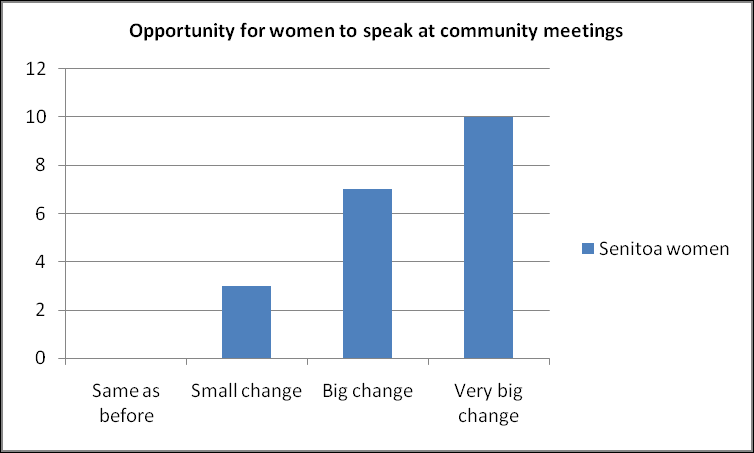 Opportunity for women to speak at community meetings
12
10
8
6
4
2
0
Same as
before
Small change
Big change
Very big
change
Senitoa women